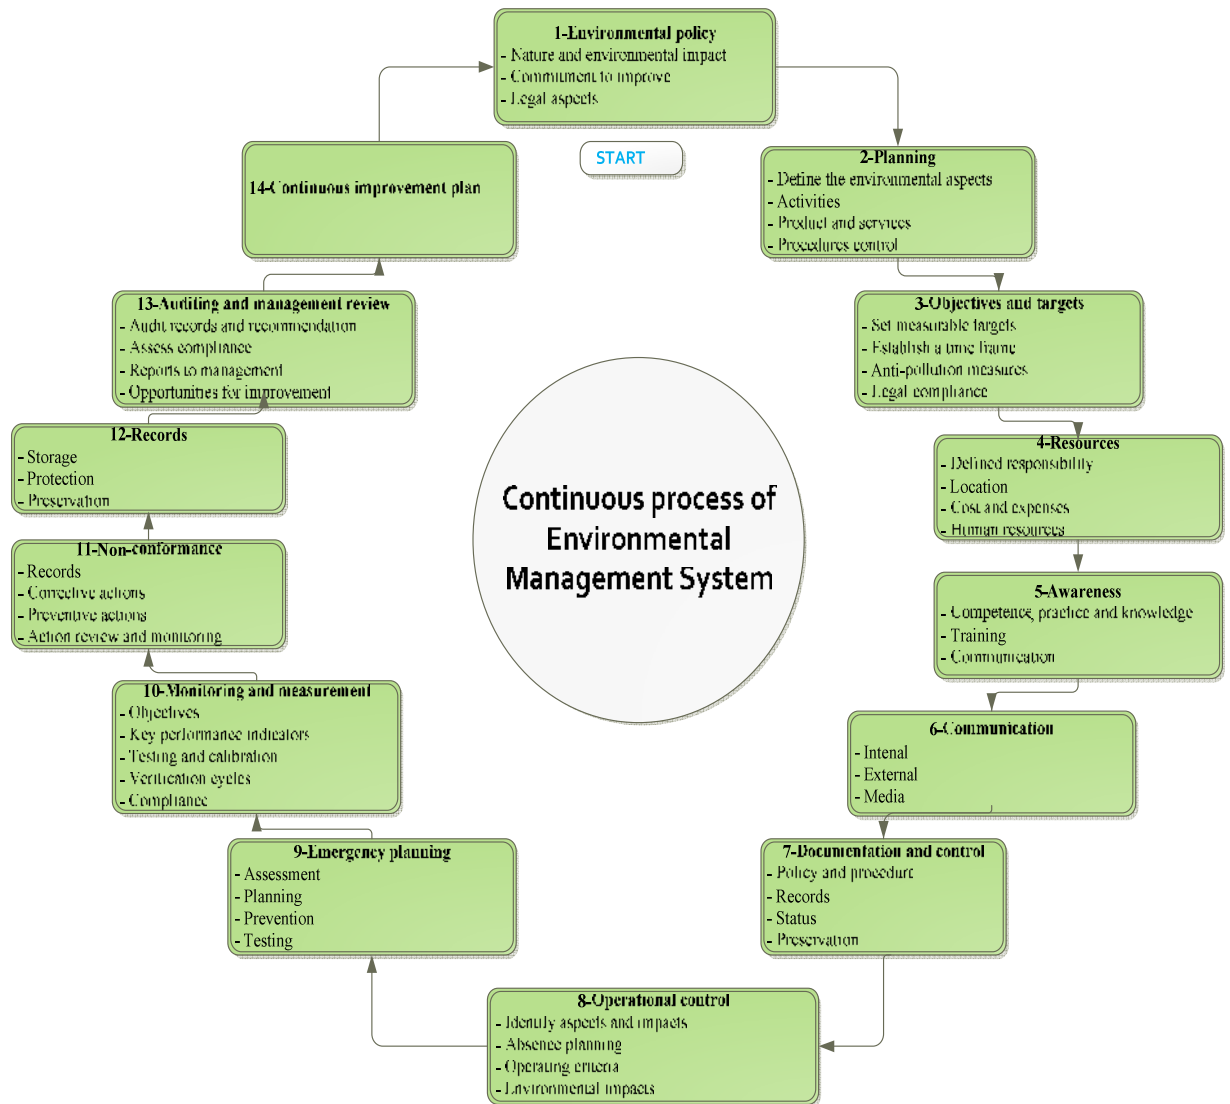 1-Environmental policy
- Nature and environmental impact
- Commitment to improve
- Legal aspects
START
2-Planning
- Define the environmental aspects
- Activities
- Product and services
- Procedures control
3-Objectives and targets
- Set measurable targets
- Establish a time frame
- Anti-pollution measures
- Legal compliance
4-Resources
- Defined responsibility
- Location
- Cost and expenses
- Human resources
5-Awareness
- Competence, practice and knowledge
- Training
- Communication
6-Communication
- Intenal
- External
- Media
7-Documentation and control
- Policy and procedure
- Records
- Status
- Preservation
8-Operational control
- Identify aspects and impacts
- Absence planning
- Operating criteria
- Environmental impacts
9-Emergency planning
- Assessment
- Planning
- Prevention
- Testing
10-Monitoring and measurement
- Objectives
- Key performance indicators
- Testing and calibration
- Verification cycles
- Compliance
11-Non-conformance
- Records
- Corrective actions
- Preventive actions
- Action review and monitoring
12-Records
- Storage
- Protection
- Preservation
13-Auditing and management review
- Audit records and recommendation
- Assess compliance
- Reports to management
- Opportunities for improvement
14-Continuous improvement plan
Continuous process of
Environmental
Management System